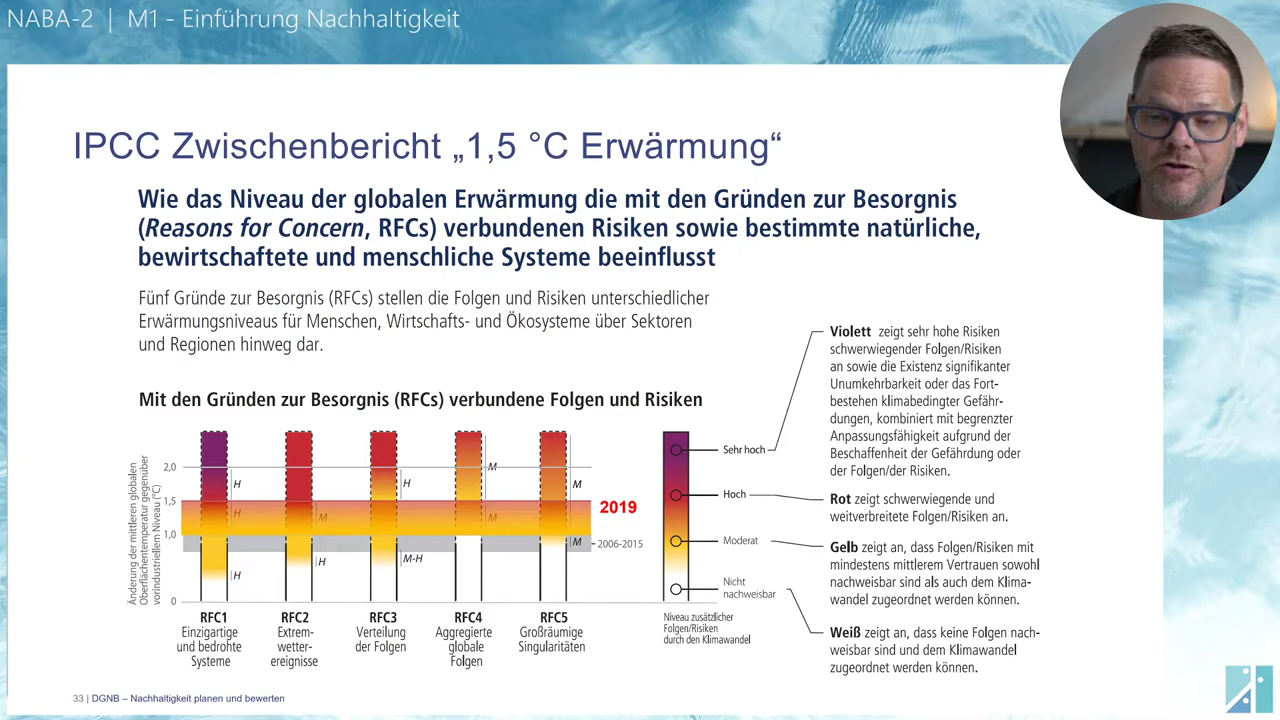 NABA-2 | M1 - Einführung Nachhaltigkeit
IPCC Zwischenbericht „1,5 °C Erwärmung“
Wie das Niveau der globalen Erwärmung die mit den Gründen zur Besorgnis
(Reasons for Concern, RFCs) verbundenen Risiken sowie bestimmte natürliche,
bewirtschaftete und menschliche Systeme beeinflusst
Fünf Gründe zur Besorgnis (RFCs) stellen die Folgen und Risiken unterschiedlicher
Erwärmungsniveaus für Menschen, Wirtschafts- und Ökosysteme über Sektoren
und Regionen hinweg dar.
Mit den Gründen zur Besorgnis (RFCs) verbundene Folgen und Risiken
Änderung der mittleren globalen
Oberflächentemperatur gegenüber
vorindustriellem Niveau (°C)
2,0
1,5
1,0
0
H
H
H
M
H
H
M-H
M
M
M
M
2019
2006-2015
RFC1
Einzigartige
und bedrohte
Systeme
RFC2
Extrem-
wetter-
ereignisse
RFC3
Verteilung
der Folgen
RFC4
Aggregierte
globale
Folgen
RFC5
Großräumige
Singularitäten
Sehr hoch
Hoch
Moderat
Nicht
nachweisbar
Niveau zusätzlicher
Folgen/Risiken
durch den Klimawandel
Violett zeigt sehr hohe Risiken
schwerwiegender Folgen/Risiken
an sowie die Existenz signifikanter
Unumkehrbarkeit oder das Fort-
bestehen klimabedingter Gefähr-
dungen, kombiniert mit begrenzter
Anpassungsfähigkeit aufgrund der
Beschaffenheit der Gefährdung oder
der Folgen/der Risiken.
Rot zeigt schwerwiegende und
weitverbreitete Folgen/Risiken an.
Gelb zeigt an, dass Folgen/Risiken mit
mindestens mittlerem Vertrauen sowohl
nachweisbar sind als auch dem Klima-
wandel zugeordnet werden können.
Weiß zeigt an, dass keine Folgen nach-
weisbar sind und dem Klimawandel
zugeordnet werden können.
33 | DGNB – Nachhaltigkeit planen und bewerten